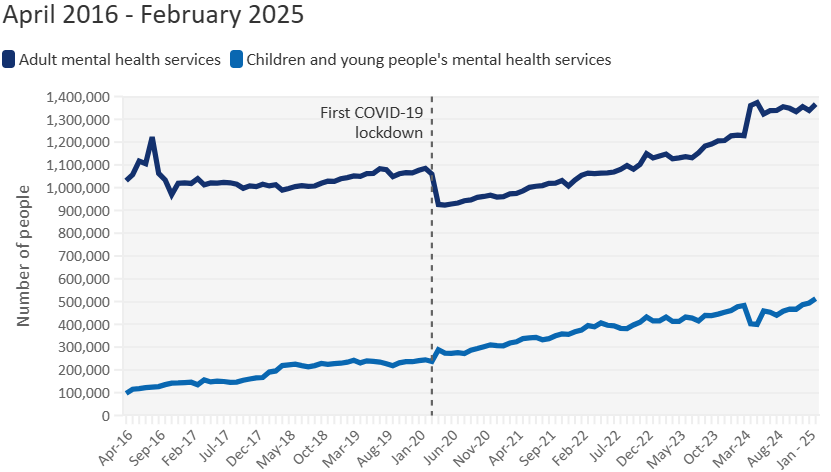 April 2016 - February 2025
Adult mental health services Children and young people's mental health services
First COVID-19
lockdown
Number of people
1,400,000
1,300,000
1,200,000
1,100,000
1,000,000
900,000
800,000
700,000
600,000
500,000
400,000
300,000
200,000
100,000
0
Apr-16 Sep-16 Feb-17 Jul-17 Dec-17 May-18 Oct-18 Mar-19 Aug-19 Jan-20 Jun-20 Nov-20 Apr-21 Sep-21 Feb-22 Jul-22 Dec-22 May-23 Oct-23 Mar-24 Aug-24 Jan - 25